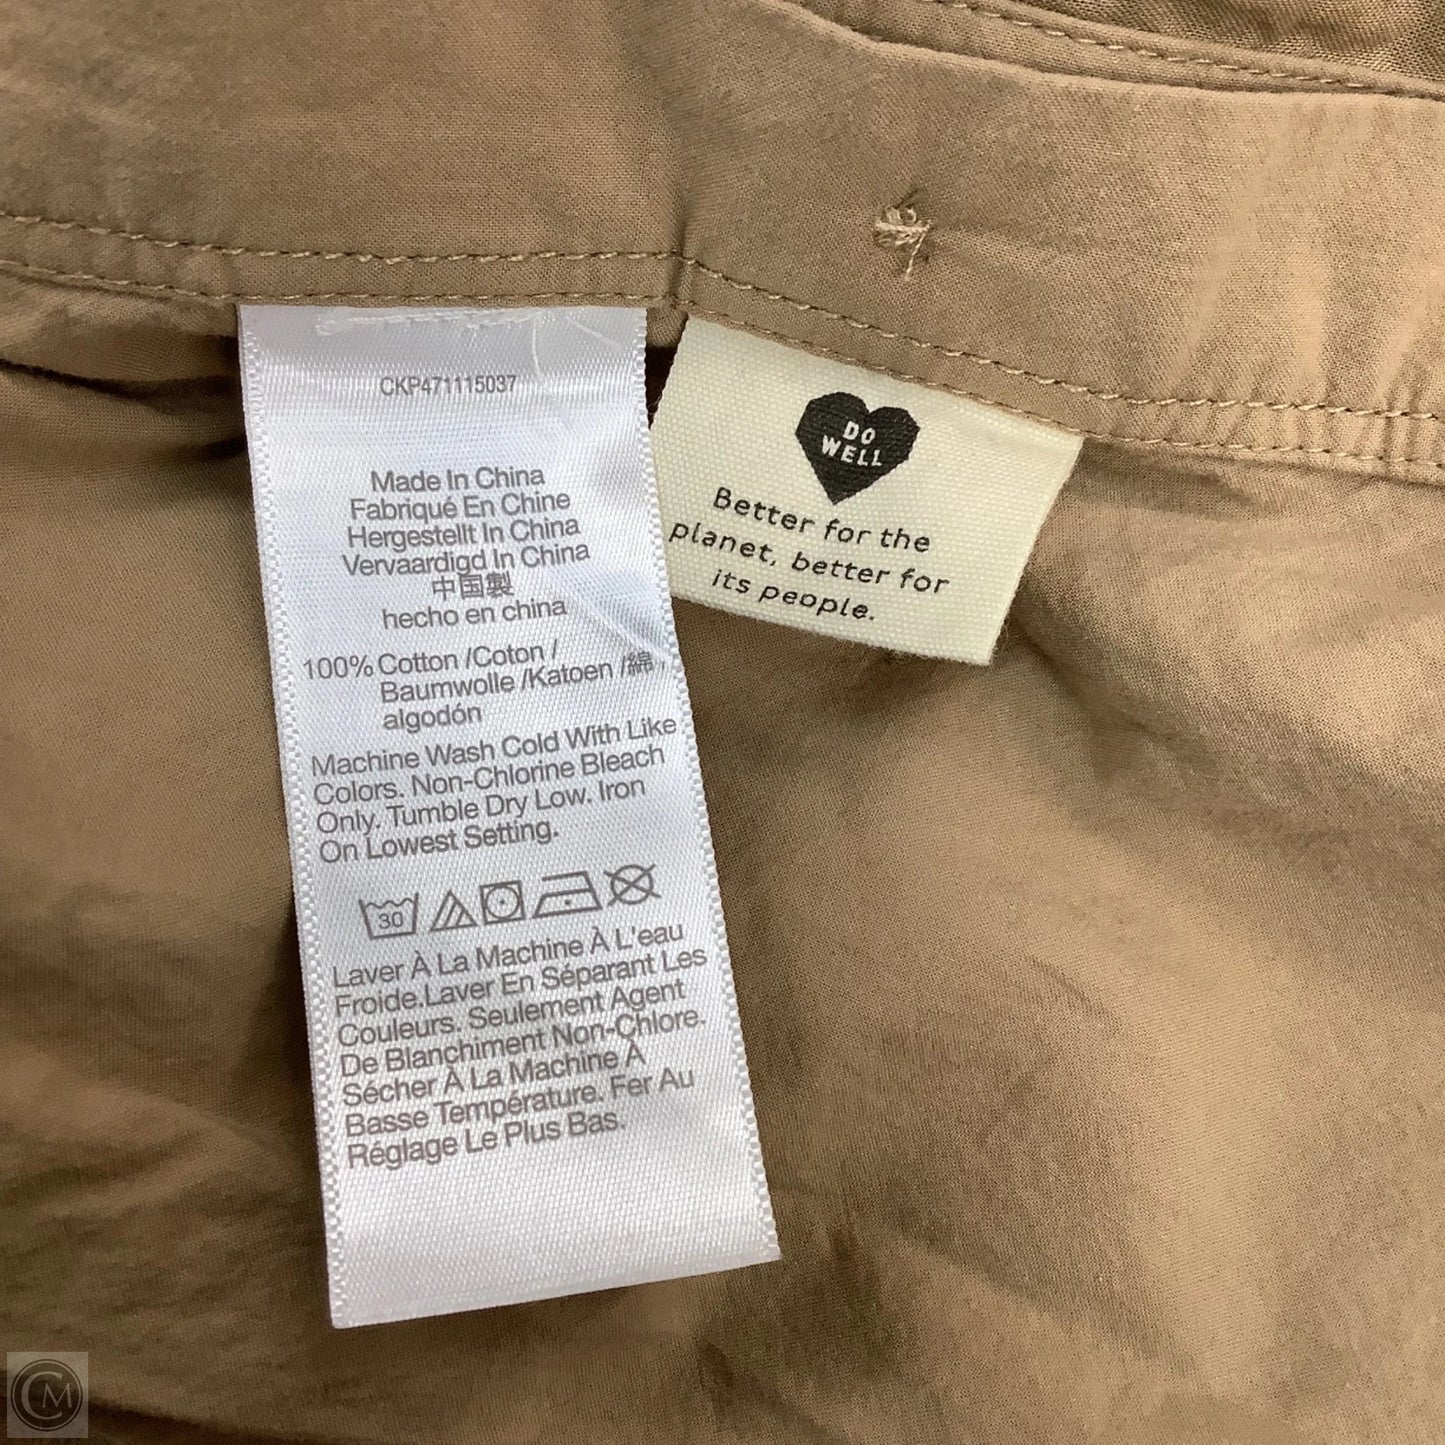 CKP471115037
Made In China
Fabriqué En Chine
Hergestellt In China
Vervaardigd In China
中国製
hecho en china
100% Cotton /Coton /
Baumwolle /Katoen /綿 ,
algodón
Machine Wash Cold With Like
Colors. Non-Chlorine Bleach
Only. Tumble Dry Low. Iron
On Lowest Setting.
30
Laver À La Machine À L'eau
Froide.Laver En Séparant Les
Couleurs. Seulement Agent
De Blanchiment Non-Chlore.
Sécher À La Machine À
Basse Température. Fer Au
Réglage Le Plus Bas.
DO
WELL
Better for the
planet, better for
its people.
CM